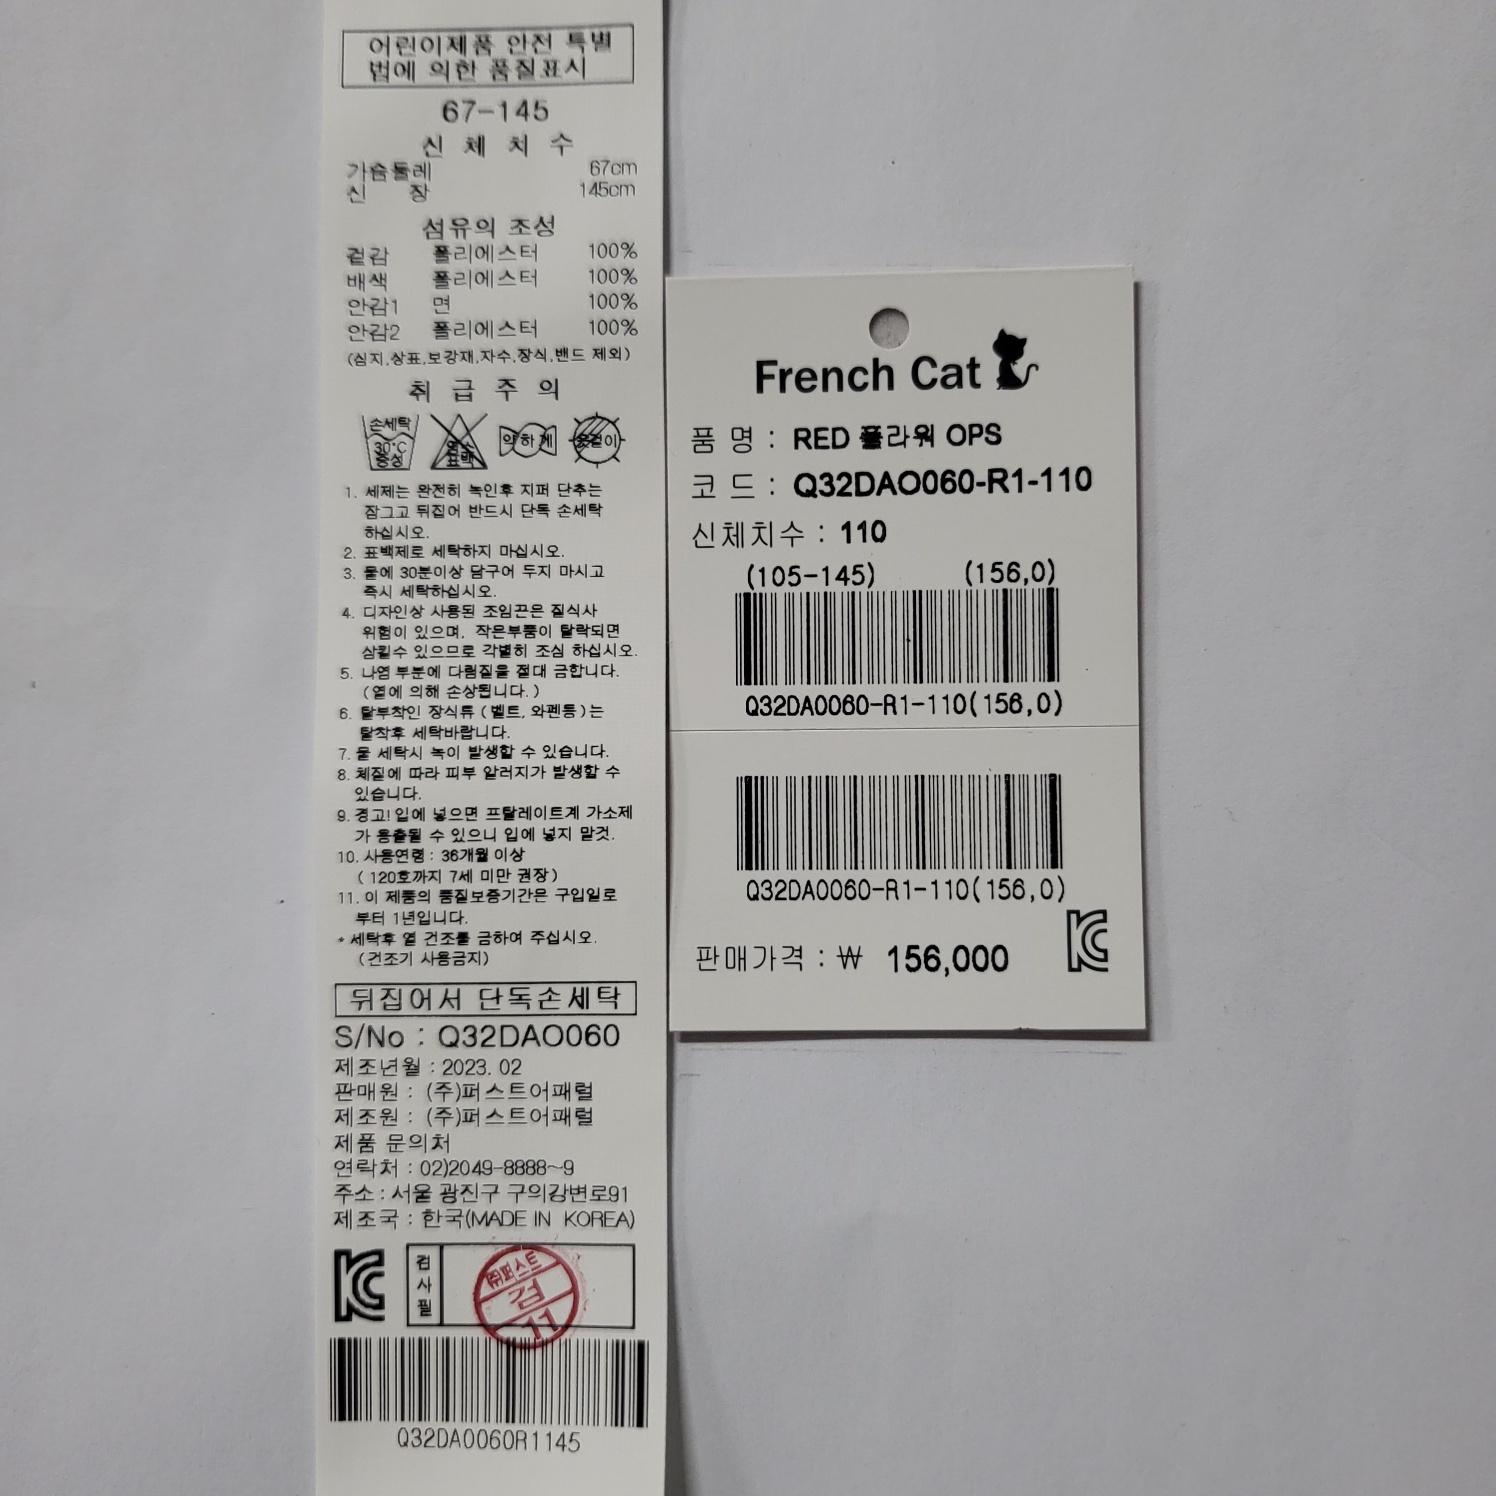 어린이제품 안전 특별
법에 의한 품질표시
67-145
신 체 치 수
가슴둘레 67cm
신 장 145cm
섬유의 조성
겉감 폴리에스터 100%
배색 폴리에스터 100%
안감1 면 100%
안감2 폴리에스터 100%
(심지,상표,보강재,자수,장식,밴드 제외)
취 급 주 의
손세탁
30°C
중성
염소
표백
약하게
옷걸이
1. 세제는 완전히 녹인후 지퍼 단추는
잠그고 뒤집어 반드시 단독 손세탁
하십시오.
2. 표백제로 세탁하지 마십시오.
3. 물에 30분이상 담구어 두지 마시고
즉시 세탁하십시오.
4. 디자인상 사용된 조임끈은 질식사
위험이 있으며, 작은부품이 탈락되면
삼킬수 있으므로 각별히 조심 하십시오.
5. 나염 부분에 다림질을 절대 금합니다.
(열에 의해 손상됩니다.)
6. 탈부착인 장식류 (벨트, 와펜등)는
탈착후 세탁바랍니다.
7. 물 세탁시 녹이 발생할 수 있습니다.
8. 체질에 따라 피부 알러지가 발생할 수
있습니다.
9. 경고! 입에 넣으면 프탈레이트계 가소제
가 용출될 수 있으니 입에 넣지 말것.
10. 사용연령 : 36개월 이상
( 120호까지 7세 미만 권장 )
11. 이 제품의 품질보증기간은 구입일로
부터 1년입니다.
* 세탁후 열 건조를 금하여 주십시오.
(건조기 사용금지)
뒤집어서 단독손세탁
S/No : Q32DAO060
제조년월 : 2023. 02
판매원 : (주)퍼스트어패럴
제조원 : (주)퍼스트어패럴
제품 문의처
연락처 : 02)2049-8888~9
주소 : 서울 광진구 구의강변로91
제조국 : 한국(MADE IN KOREA)
KC
검사필
㈜퍼스트
검
11
Q32DAO060R1145
French Cat
품 명 : RED 플라워 OPS
코 드 : Q32DAO060-R1-110
신체치수 : 110
(105-145) (156,0)
Q32DAO060-R1-110(156,0)
Q32DAO060-R1-110(156,0)
KC
판매가격 : ₩ 156,000